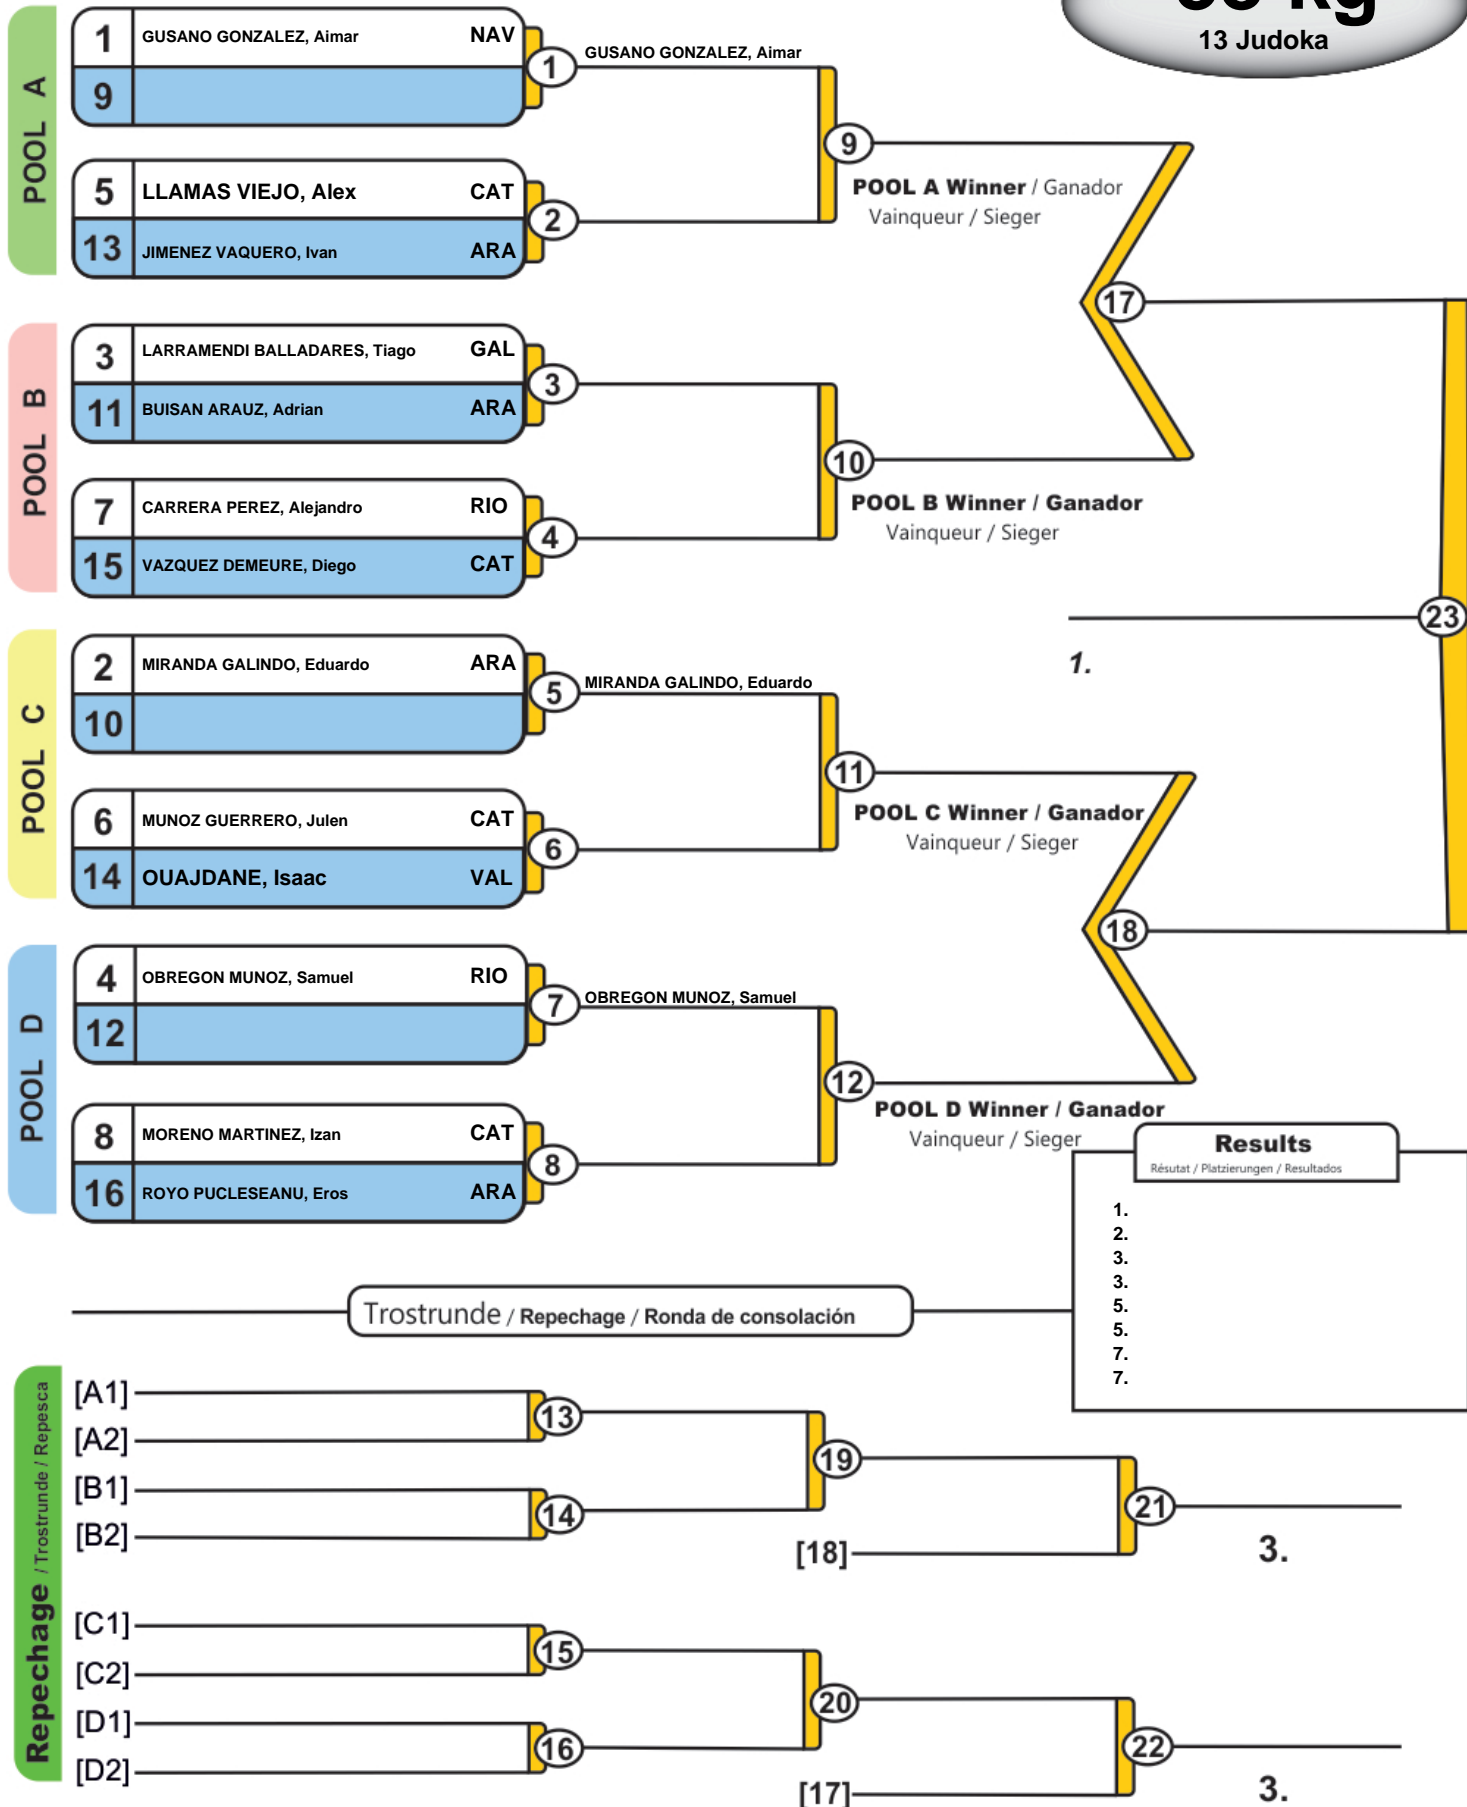 13 Judoka
POOL A
1 GUSANO GONZALEZ, Aimar NAV
9
1 GUSANO GONZALEZ, Aimar
5 LLAMAS VIEJO, Alex CAT
13 JIMENEZ VAQUERO, Ivan ARA
2
9
POOL A Winner / Ganador
Vainqueur / Sieger
17
POOL B
3 LARRAMENDI BALLADARES, Tiago GAL
11 BUISAN ARAUZ, Adrian ARA
3
7 CARRERA PEREZ, Alejandro RIO
15 VAZQUEZ DEMEURE, Diego CAT
4
10
POOL B Winner / Ganador
Vainqueur / Sieger
23
1.
POOL C
2 MIRANDA GALINDO, Eduardo ARA
10
5 MIRANDA GALINDO, Eduardo
6 MUNOZ GUERRERO, Julen CAT
14 OUAJDANE, Isaac VAL
6
11
POOL C Winner / Ganador
Vainqueur / Sieger
18
POOL D
4 OBREGON MUNOZ, Samuel RIO
12
7 OBREGON MUNOZ, Samuel
8 MORENO MARTINEZ, Izan CAT
16 ROYO PUCLESEANU, Eros ARA
8
12
POOL D Winner / Ganador
Vainqueur / Sieger
Results
Résutat / Platzierungen / Resultados
1.
2.
3.
3.
5.
5.
7.
7.
Trostrunde / Repechage / Ronda de consolación
Repechage / Trostrunde / Repesca
[A1]
[A2]
13
[B1]
[B2]
14
19
[18]
21
3.
[C1]
[C2]
15
[D1]
[D2]
16
20
[17]
22
3.